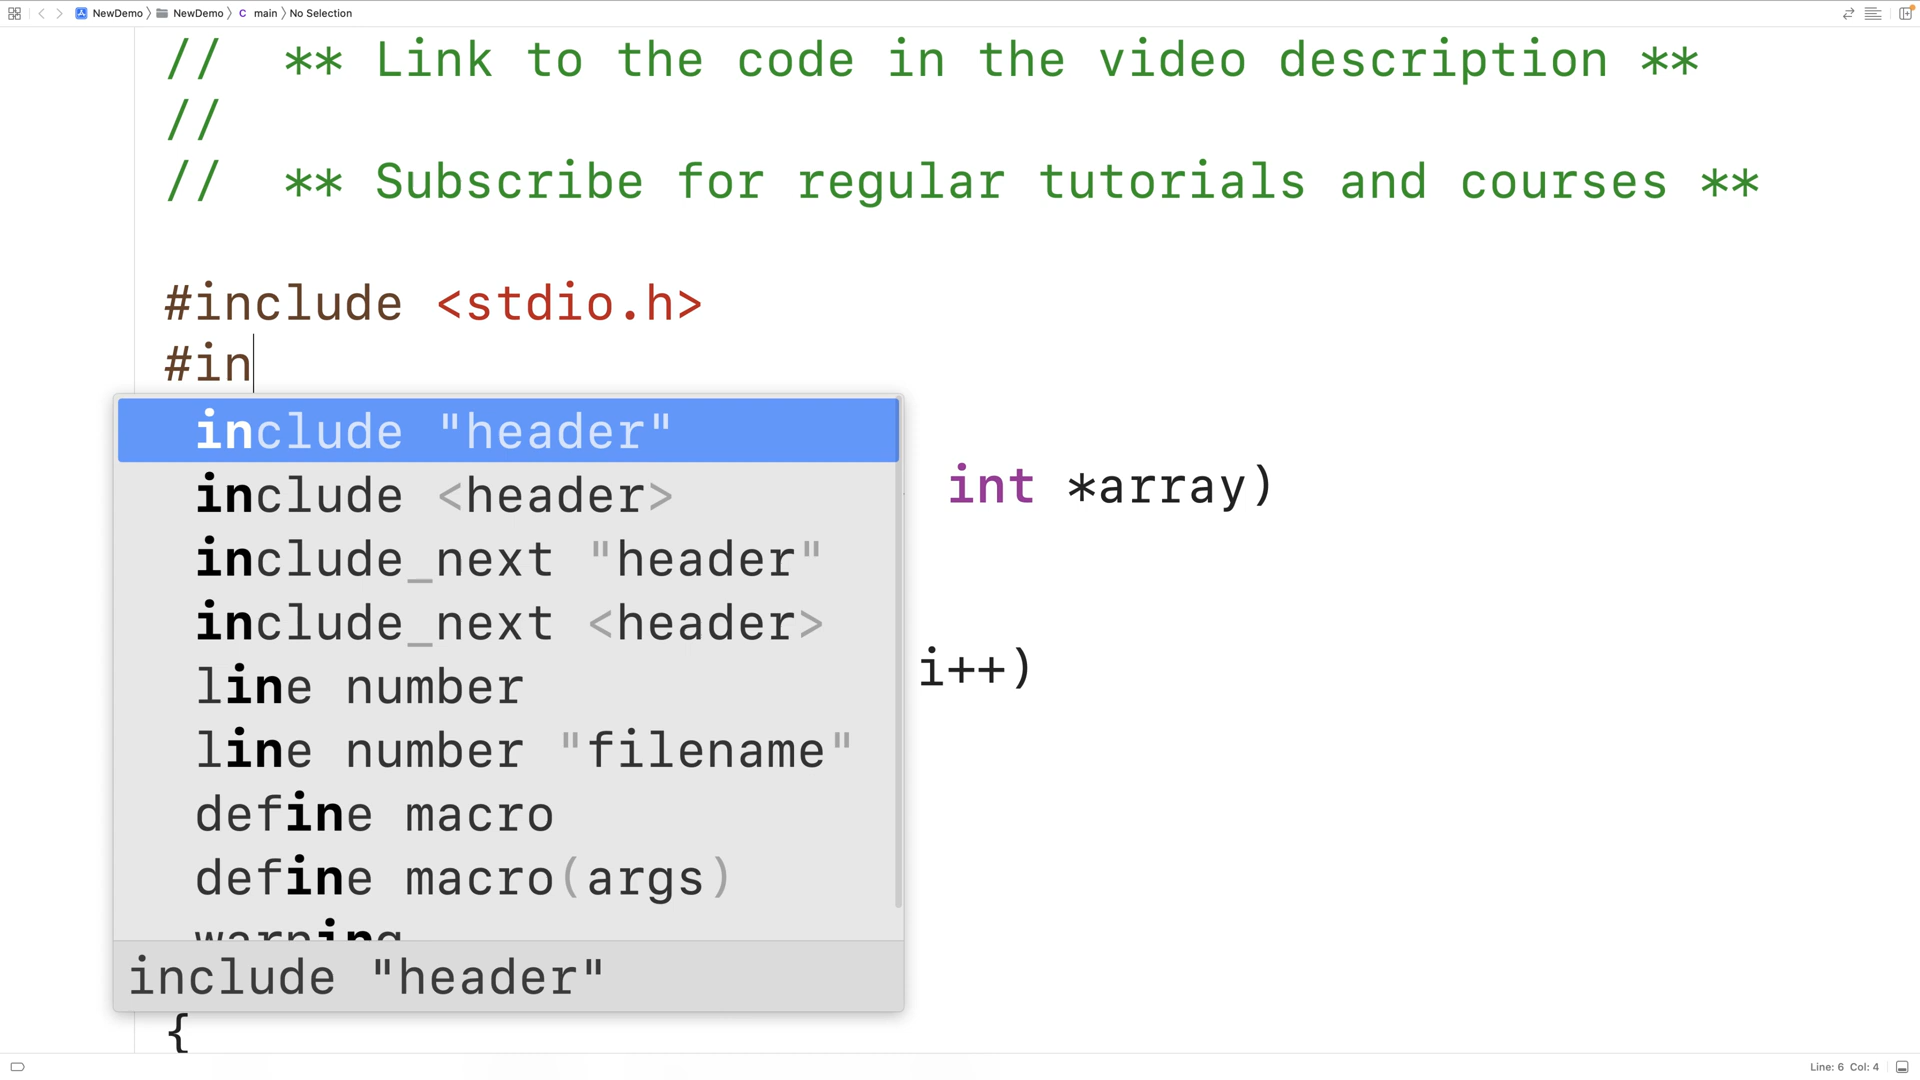 NewDemo 〉 NewDemo 〉 C main 〉 No Selection
//  ** Link to the code in the video description **
//
//  ** Subscribe for regular tutorials and courses **
#include <stdio.h>
#in
include "header"
include <header>
int *array)
include_next "header"
include_next <header>
i++)
line number
line number "filename"
define macro
define macro(args)
warning
include "header"
{
Line: 6 Col: 4